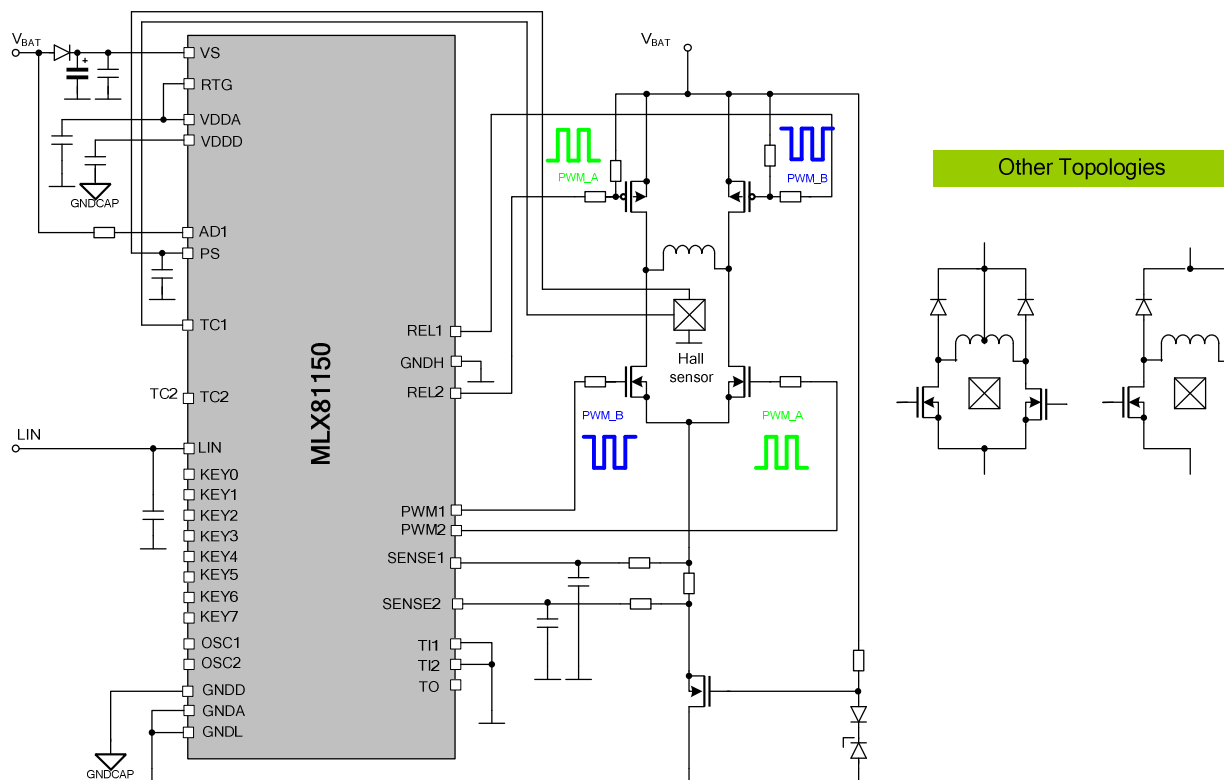 VBAT
VS
RTG
VDDA
VDDD
GNDCAP
AD1
PS
TC1
TC2
TC2
LIN
LIN
KEY0
KEY1
KEY2
KEY3
KEY4
KEY5
KEY6
KEY7
OSC1
OSC2
GNDD
GNDA
GNDL
GNDCAP
MLX81150
REL1
GNDH
REL2
PWM1
PWM2
SENSE1
SENSE2
TI1
TI2
TO
VBAT
PWM_A
PWM_B
Hall
sensor
PWM_B
PWM_A
Other Topologies